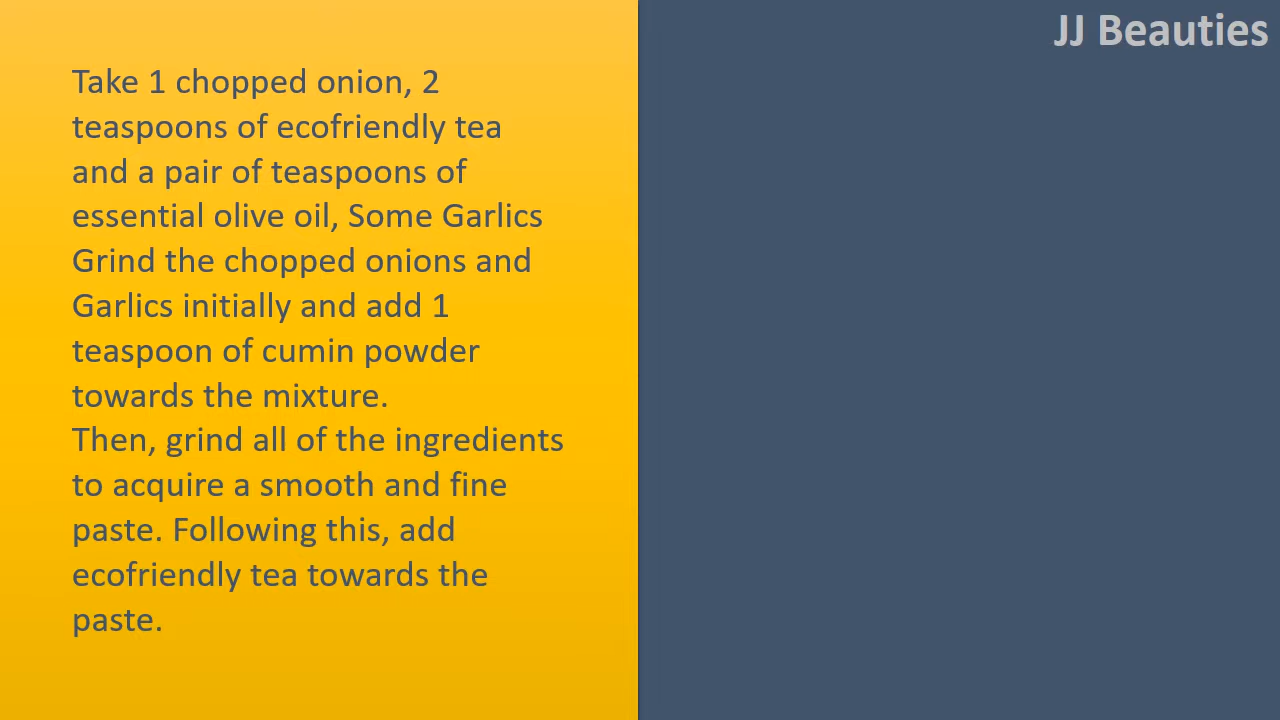 JJ Beauties
Take 1 chopped onion, 2
teaspoons of ecofriendly tea
and a pair of teaspoons of
essential olive oil, Some Garlics
Grind the chopped onions and
Garlics initially and add 1
teaspoon of cumin powder
towards the mixture.
Then, grind all of the ingredients
to acquire a smooth and fine
paste. Following this, add
ecofriendly tea towards the
paste.